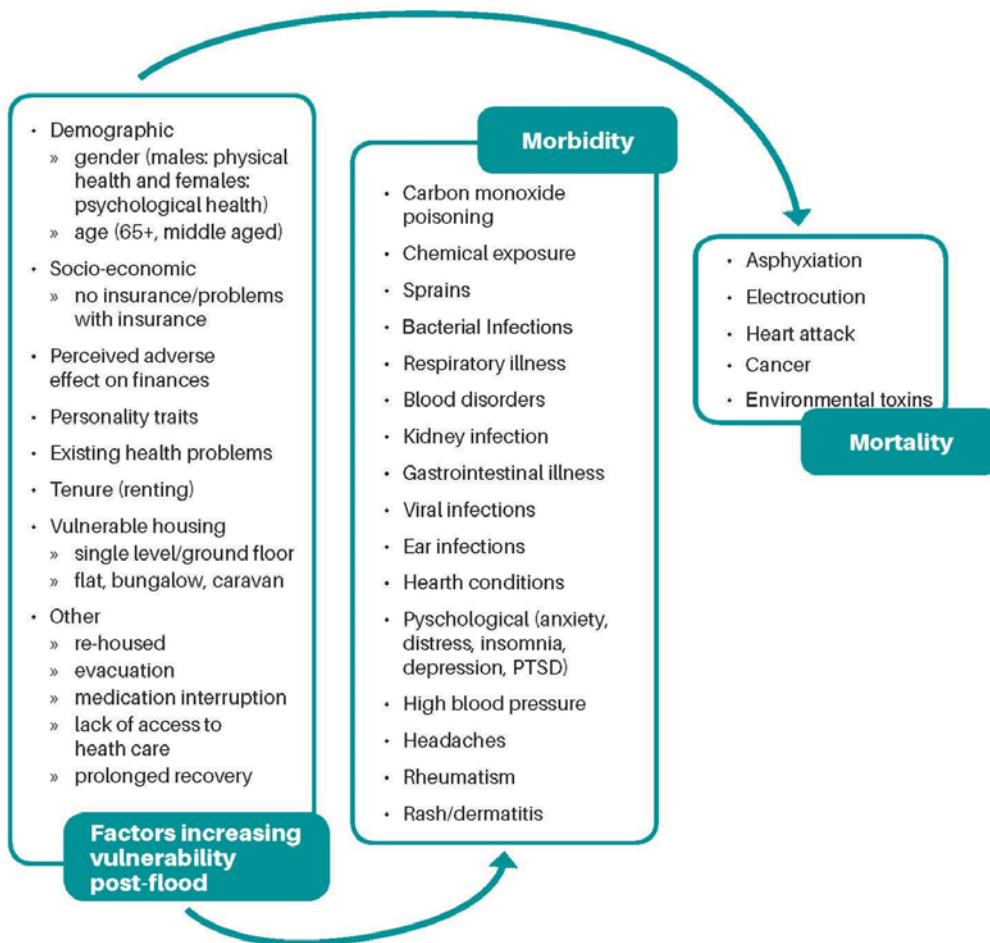 • Demographic
» gender (males: physical
health and females:
psychological health)
» age (65+, middle aged)
• Socio-economic
» no insurance/problems
with insurance
• Perceived adverse
effect on finances
• Personality traits
• Existing health problems
• Tenure (renting)
• Vulnerable housing
» single level/ground floor
» flat, bungalow, caravan
• Other
» re-housed
» evacuation
» medication interruption
» lack of access to
heath care
» prolonged recovery
Factors increasing
vulnerability
post-flood
Morbidity
• Carbon monoxide
poisoning
• Chemical exposure
• Sprains
• Bacterial Infections
• Respiratory illness
• Blood disorders
• Kidney infection
• Gastrointestinal illness
• Viral infections
• Ear infections
• Hearth conditions
• Pyschological (anxiety,
distress, insomnia,
depression, PTSD)
• High blood pressure
• Headaches
• Rheumatism
• Rash/dermatitis
• Asphyxiation
• Electrocution
• Heart attack
• Cancer
• Environmental toxins
Mortality